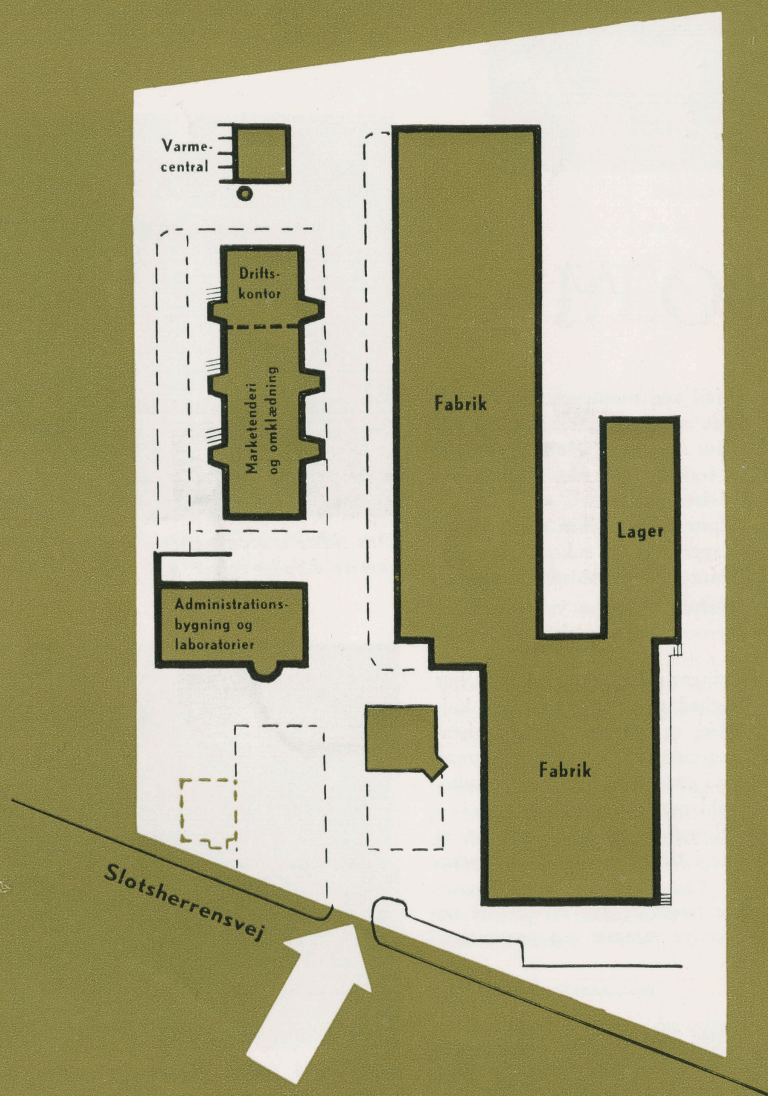 Varme-
central
Drifts-
kontor
Marketenderi
og omklædning
Fabrik
Lager
Administrations-
bygning og
laboratorier
Fabrik
Slotsherrensvej